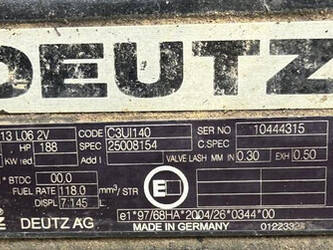 DEUTZ
13 L06 2V CODE C3UI140 SER NO 10444315
HP 188 SPEC 25008154 C.SPEC
KW red. Add I VALVE LASH MM IN 0.30 EXH 0.50
° BTDC 00.0
FUEL RATE 118.0 mm³/ STR
DISPL 7.145 L E
DEUTZ AG e1*97/68HA*2004/26*0344*00
MADE IN GERMANY